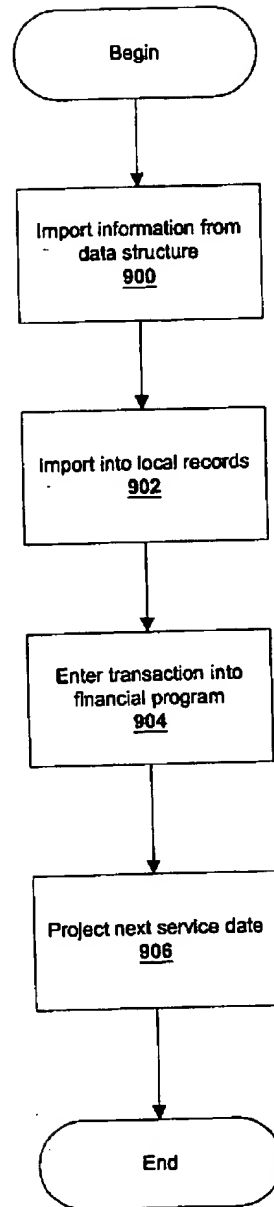 Begin
Import information from
data structure
900
Import into local records
902
Enter transaction into
financial program
904
Project next service date
906
End